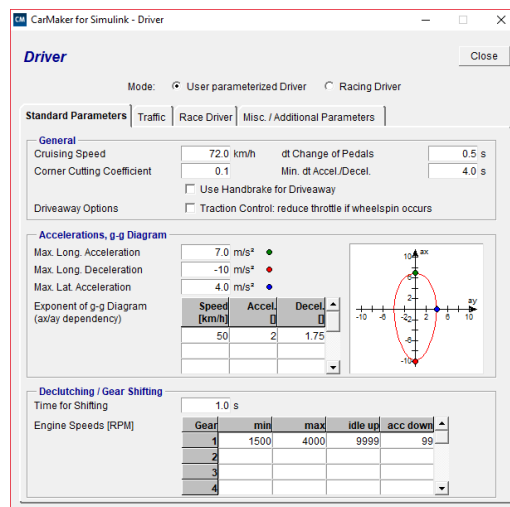 CM CarMaker for Simulink - Driver
Driver
Close
Mode: User parameterized Driver Racing Driver
Standard Parameters Traffic Race Driver Misc. / Additional Parameters
General
Cruising Speed 72.0 km/h dt Change of Pedals 0.5 s
Corner Cutting Coefficient 0.1 Min. dt Accel./Decel. 4.0 s
Use Handbrake for Driveaway
Driveaway Options Traction Control: reduce throttle if wheelspin occurs
Accelerations, g-g Diagram
Max. Long. Acceleration 7.0 m/s²
Max. Long. Deceleration -10 m/s²
Max. Lat. Acceleration 4.0 m/s²
Exponent of g-g Diagram
(ax/ay dependency)
Speed Accel. Decel.
[km/h] [] []
50 2 1.75
ax
10
6
2
ay
-10 -6 -2 2 6 10
-6
-10
Declutching / Gear Shifting
Time for Shifting 1.0 s
Engine Speeds [RPM] Gear min max idle up acc down
1 1500 4000 9999 99
2
3
4